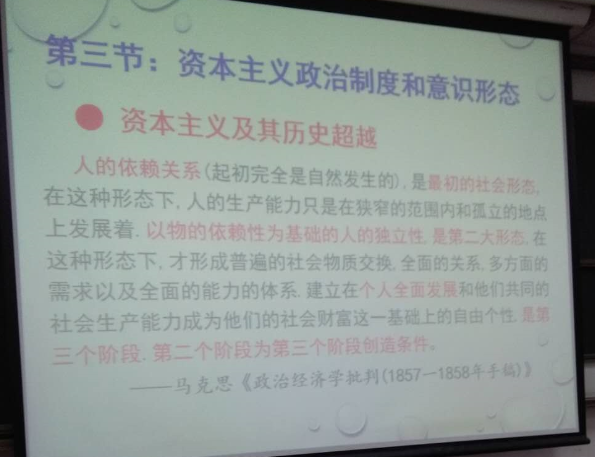 第三节：资本主义政治制度和意识形态
资本主义及其历史超越
人的依赖关系(起初完全是自然发生的),是最初的社会形态,
在这种形态下,人的生产能力只是在狭窄的范围内和孤立的地点
上发展着.以物的依赖性为基础的人的独立性,是第二大形态,在
这种形态下,才形成普遍的社会物质交换,全面的关系,多方面的
需求以及全面的能力的体系.建立在个人全面发展和他们共同的
社会生产能力成为他们的社会财富这一基础上的自由个性,是第
三个阶段.第二个阶段为第三个阶段创造条件。
——马克思《政治经济学批判(1857—1858年手稿)》